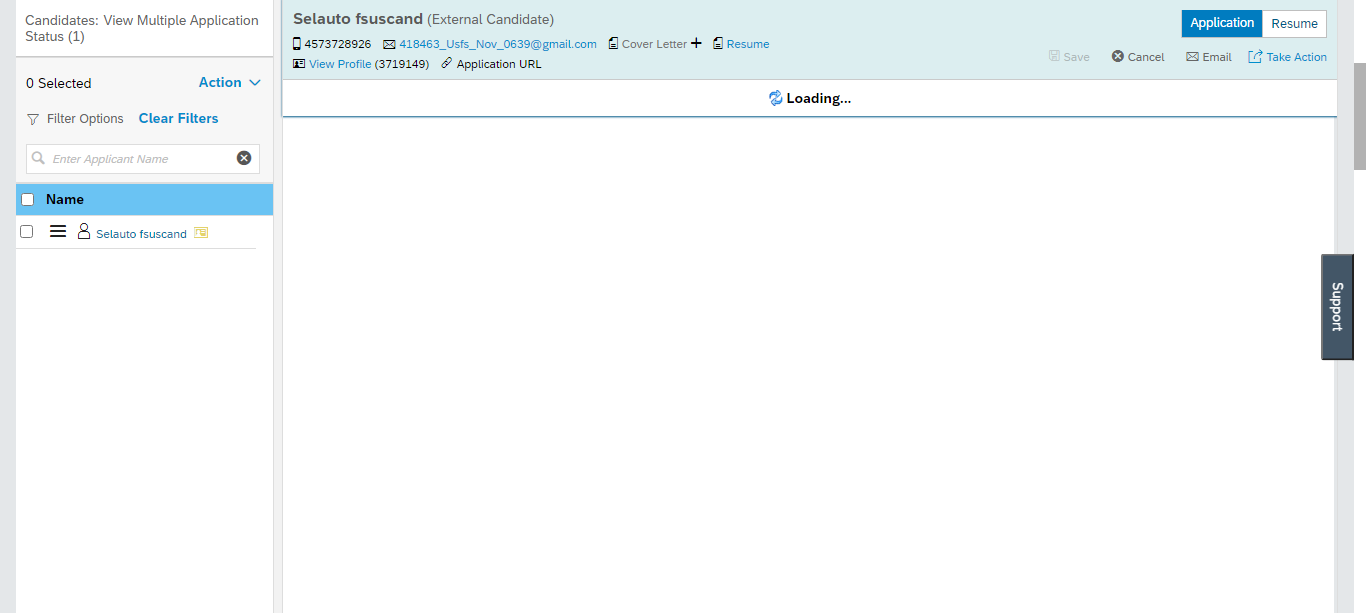 Candidates: View Multiple Application
Status (1)
0 Selected
Action
Filter Options
Clear Filters
Enter Applicant Name
Name
Selauto fsuscand
Selauto fsuscand (External Candidate)
4573728926
418463_Usfs_Nov_0639@gmail.com
Cover Letter
Resume
View Profile (3719149)
Application URL
Application
Resume
Save
Cancel
Email
Take Action
Loading...
Support